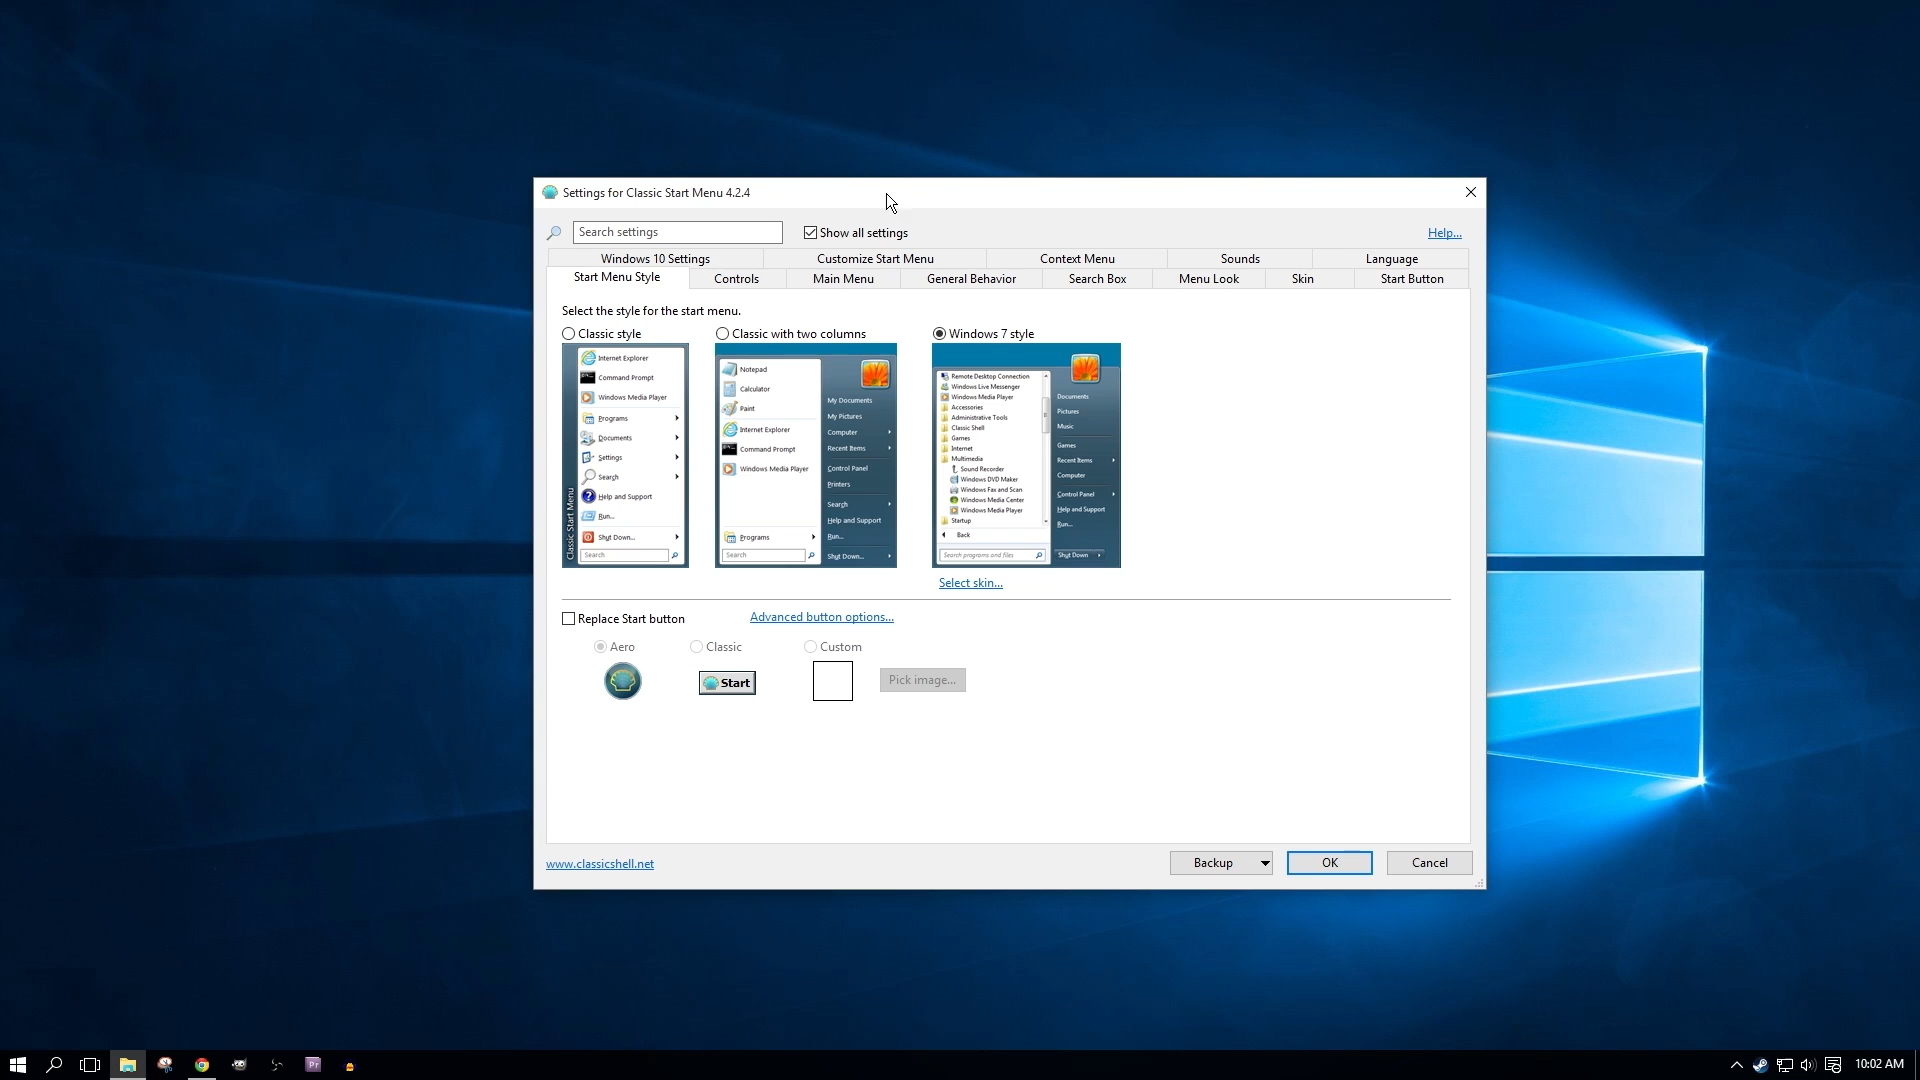 Settings for Classic Start Menu 4.2.4
Search settings
Show all settings
Help...
Windows 10 Settings
Customize Start Menu
Context Menu
Sounds
Language
Start Menu Style
Controls
Main Menu
General Behavior
Search Box
Menu Look
Skin
Start Button
Select the style for the start menu.
Classic style
Classic with two columns
Windows 7 style
Classic Start Menu
Internet Explorer
Command Prompt
Windows Media Player
Programs
Documents
Settings
Search
Help and Support
Run...
Shut Down...
Search
Notepad
Calculator
Paint
Internet Explorer
Command Prompt
Windows Media Player
Programs
Search
My Documents
My Pictures
Computer
Recent Items
Control Panel
Printers
Search
Help and Support
Run...
Shut Down...
Remote Desktop Connection
Windows Live Messenger
Windows Media Player
Accessories
Administrative Tools
Classic Shell
Games
Internet
Multimedia
Sound Recorder
Windows DVD Maker
Windows Fax and Scan
Windows Media Center
Windows Media Player
Startup
Back
Search programs and files
Documents
Pictures
Music
Games
Recent Items
Computer
Control Panel
Help and Support
Run...
Shut Down
Select skin...
Replace Start button
Advanced button options...
Aero
Classic
Custom
Start
Pick image...
www.classicshell.net
Backup
OK
Cancel
Pr
10:02 AM